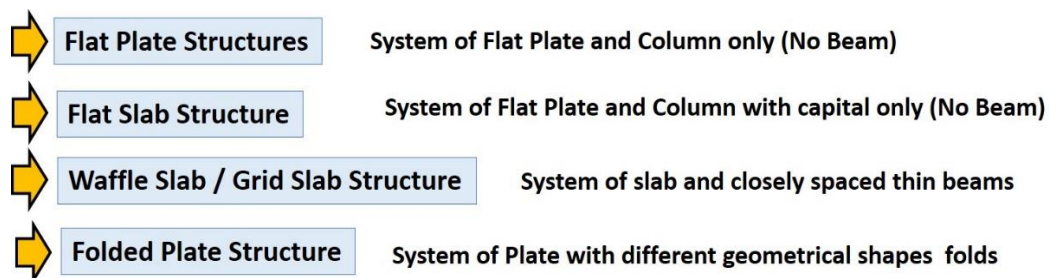 Flat Plate Structures System of Flat Plate and Column only (No Beam)
Flat Slab Structure System of Flat Plate and Column with capital only (No Beam)
Waffle Slab / Grid Slab Structure System of slab and closely spaced thin beams
Folded Plate Structure System of Plate with different geometrical shapes folds